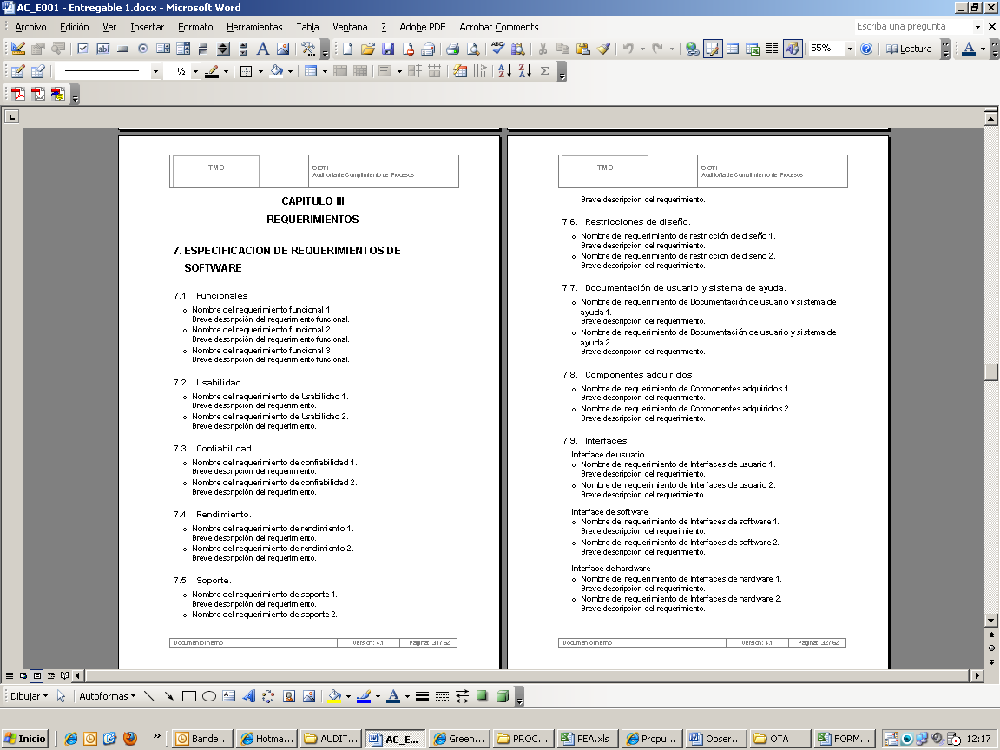 AC_E001 - Entregable 1.docx - Microsoft Word
Archivo Edición Ver Insertar Formato Herramientas Tabla Ventana ? Adobe PDF Acrobat Comments
Escriba una pregunta
55%
Lectura
½
TMD
SIGTI
Auditoria de Cumplimiento de Procesos
CAPITULO III
REQUERIMIENTOS
7. ESPECIFICACION DE REQUERIMIENTOS DE
SOFTWARE
7.1. Funcionales
Nombre del requerimiento funcional 1.
Breve descripción del requerimiento funcional.
Nombre del requerimiento funcional 2.
Breve descripción del requerimiento funcional.
Nombre del requerimiento funcional 3.
Breve descripción del requerimiento funcional.
7.2. Usabilidad
Nombre del requerimiento de Usabilidad 1.
Breve descripción del requerimiento.
Nombre del requerimiento de Usabilidad 2.
Breve descripción del requerimiento.
7.3. Confiabilidad
Nombre del requerimiento de confiabilidad 1.
Breve descripción del requerimiento.
Nombre del requerimiento de confiabilidad 2.
Breve descripción del requerimiento.
7.4. Rendimiento.
Nombre del requerimiento de rendimiento 1.
Breve descripción del requerimiento.
Nombre del requerimiento de rendimiento 2.
Breve descripción del requerimiento.
7.5. Soporte.
Nombre del requerimiento de soporte 1.
Breve descripción del requerimiento.
Nombre del requerimiento de soporte 2.
Documento Interno
Versión: 4.1
Página: 31/62
TMD
SIGTI
Auditoria de Cumplimiento de Procesos
Breve descripción del requerimiento.
7.6. Restricciones de diseño.
Nombre del requerimiento de restricción de diseño 1.
Breve descripción del requerimiento.
Nombre del requerimiento de restricción de diseño 2.
Breve descripción del requerimiento.
7.7. Documentación de usuario y sistema de ayuda.
Nombre del requerimiento de Documentación de usuario y sistema de
ayuda 1.
Breve descripción del requerimiento.
Nombre del requerimiento de Documentación de usuario y sistema de
ayuda 2.
Breve descripción del requerimiento.
7.8. Componentes adquiridos.
Nombre del requerimiento de Componentes adquiridos 1.
Breve descripción del requerimiento.
Nombre del requerimiento de Componentes adquiridos 2.
Breve descripción del requerimiento.
7.9. Interfaces
Interface de usuario
Nombre del requerimiento de Interfaces de usuario 1.
Breve descripción del requerimiento.
Nombre del requerimiento de Interfaces de usuario 2.
Breve descripción del requerimiento.
Interface de software
Nombre del requerimiento de Interfaces de software 1.
Breve descripción del requerimiento.
Nombre del requerimiento de Interfaces de software 2.
Breve descripción del requerimiento.
Interface de hardware
Nombre del requerimiento de Interfaces de hardware 1.
Breve descripción del requerimiento.
Nombre del requerimiento de Interfaces de hardware 2.
Breve descripción del requerimiento.
Documento Interno
Versión: 4.1
Página: 32/62
Dibujar Autoformas
Inicio Bande... Hotma... AUDIT... AC_E... Green... PROC... PEA.xls Propu... Obser... OTA FORM... 12:17